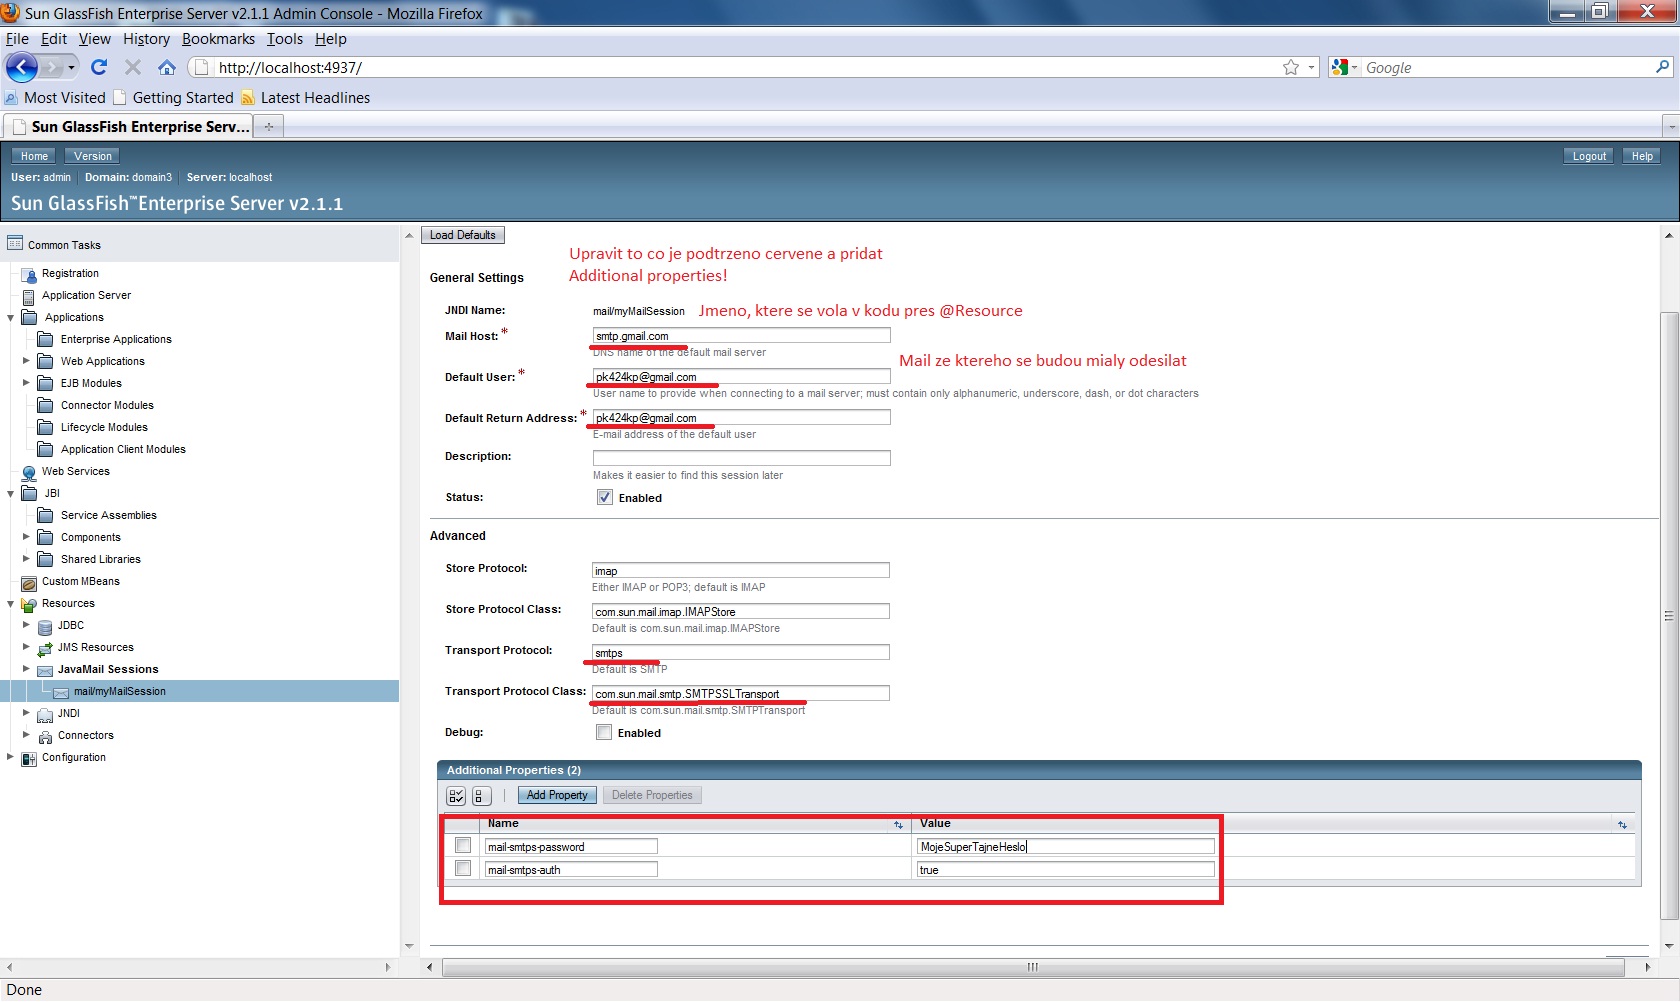 Sun GlassFish Enterprise Server v2.1.1 Admin Console - Mozilla Firefox
File Edit View History Bookmarks Tools Help
http://localhost:4937/
Google
Most Visited Getting Started Latest Headlines
Sun GlassFish Enterprise Serv...
Home Version Logout Help
User: admin Domain: domain3 Server: localhost
Sun GlassFish™ Enterprise Server v2.1.1
Common Tasks
Registration
Application Server
Applications
Enterprise Applications
Web Applications
EJB Modules
Connector Modules
Lifecycle Modules
Application Client Modules
Web Services
JBI
Service Assemblies
Components
Shared Libraries
Custom MBeans
Resources
JDBC
JMS Resources
JavaMail Sessions
mail/myMailSession
JNDI
Connectors
Configuration
Load Defaults
Upravit to co je podtrzeno cervene a pridat
Additional properties!
General Settings
JNDI Name: mail/myMailSession Jmeno, ktere se vola v kodu pres @Resource
Mail Host: * smtp.gmail.com
DNS name of the default mail server
Mail ze ktereho se budou mialy odesilat
Default User: * pk424kp@gmail.com
User name to provide when connecting to a mail server; must contain only alphanumeric, underscore, dash, or dot characters
Default Return Address: * pk424kp@gmail.com
E-mail address of the default user
Description:
Makes it easier to find this session later
Status: Enabled
Advanced
Store Protocol: imap
Either IMAP or POP3; default is IMAP
Store Protocol Class: com.sun.mail.imap.IMAPStore
Default is com.sun.mail.imap.IMAPStore
Transport Protocol: smtps
Default is SMTP
Transport Protocol Class: com.sun.mail.smtp.SMTPSSLTransport
Default is com.sun.mail.smtp.SMTPTransport
Debug: Enabled
Additional Properties (2)
Add Property Delete Properties
Name Value
mail-smtps-password MojeSuperTajneHeslo
mail-smtps-auth true
Done